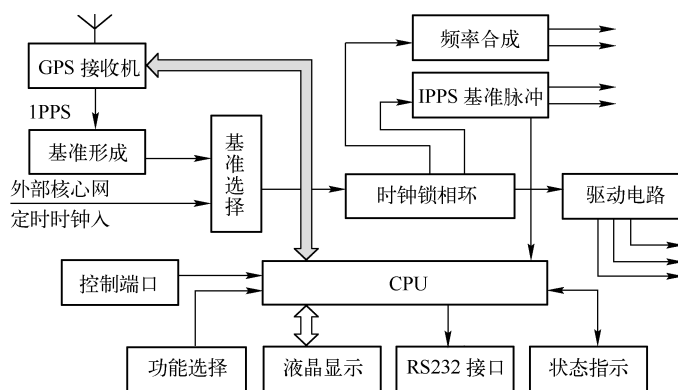 频率合成
GPS 接收机
IPPS 基准脉冲
1PPS
基准形成
基准选择
外部核心网
定时时钟入
时钟锁相环
驱动电路
控制端口
CPU
功能选择
液晶显示
RS232 接口
状态指示